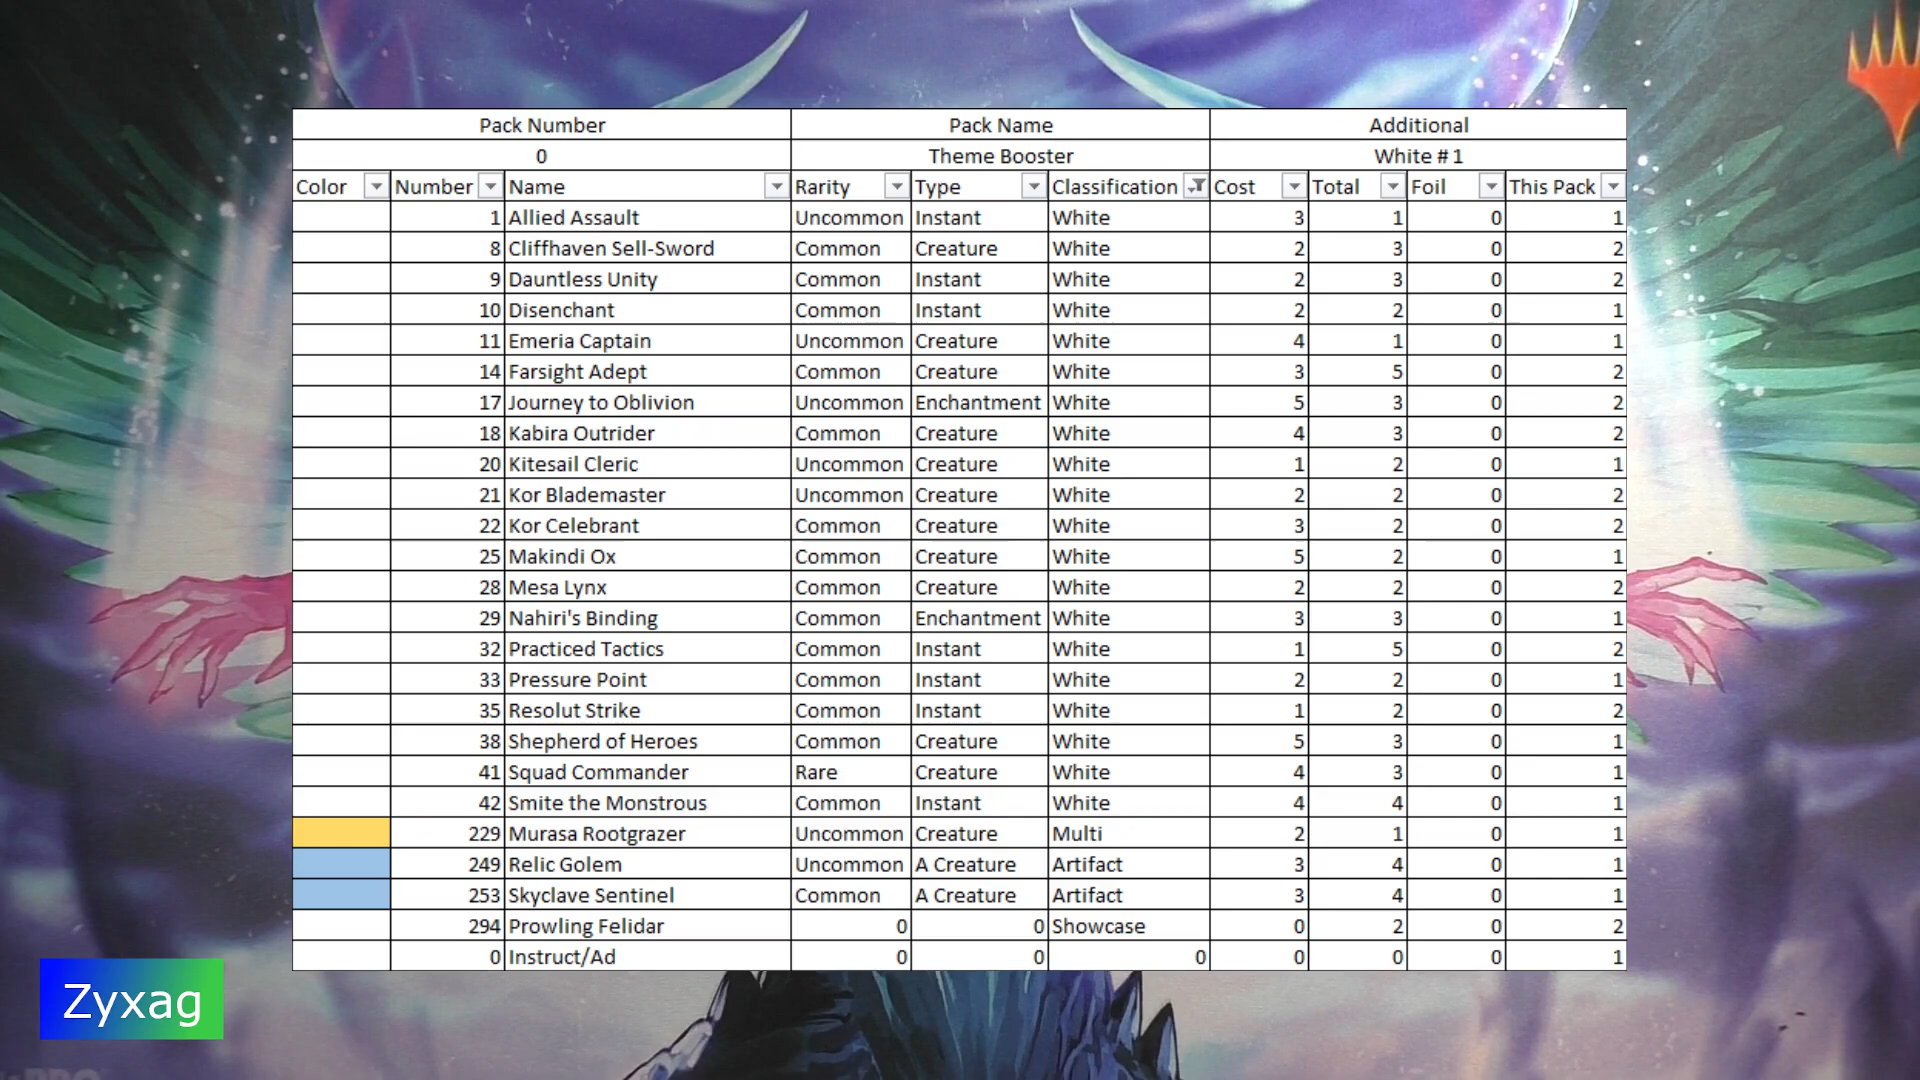 Pack Number Pack Name Additional
0 Theme Booster White # 1
Color Number Name Rarity Type Classification Cost Total Foil This Pack
1 Allied Assault Uncommon Instant White 3 1 0 1
8 Cliffhaven Sell-Sword Common Creature White 2 3 0 2
9 Dauntless Unity Common Instant White 2 3 0 2
10 Disenchant Common Instant White 2 2 0 1
11 Emeria Captain Uncommon Creature White 4 1 0 1
14 Farsight Adept Common Creature White 3 5 0 2
17 Journey to Oblivion Uncommon Enchantment White 5 3 0 2
18 Kabira Outrider Common Creature White 4 3 0 2
20 Kitesail Cleric Uncommon Creature White 1 2 0 1
21 Kor Blademaster Uncommon Creature White 2 2 0 2
22 Kor Celebrant Common Creature White 3 2 0 2
25 Makindi Ox Common Creature White 5 2 0 1
28 Mesa Lynx Common Creature White 2 2 0 2
29 Nahiri's Binding Common Enchantment White 3 3 0 1
32 Practiced Tactics Common Instant White 1 5 0 2
33 Pressure Point Common Instant White 2 2 0 1
35 Resolut Strike Common Instant White 1 2 0 2
38 Shepherd of Heroes Common Creature White 5 3 0 1
41 Squad Commander Rare Creature White 4 3 0 1
42 Smite the Monstrous Common Instant White 4 4 0 1
229 Murasa Rootgrazer Uncommon Creature Multi 2 1 0 1
249 Relic Golem Uncommon A Creature Artifact 3 4 0 1
253 Skyclave Sentinel Common A Creature Artifact 3 4 0 1
294 Prowling Felidar 0 0 Showcase 0 2 0 2
0 Instruct/Ad 0 0 0 0 0 0 1
Zyxag